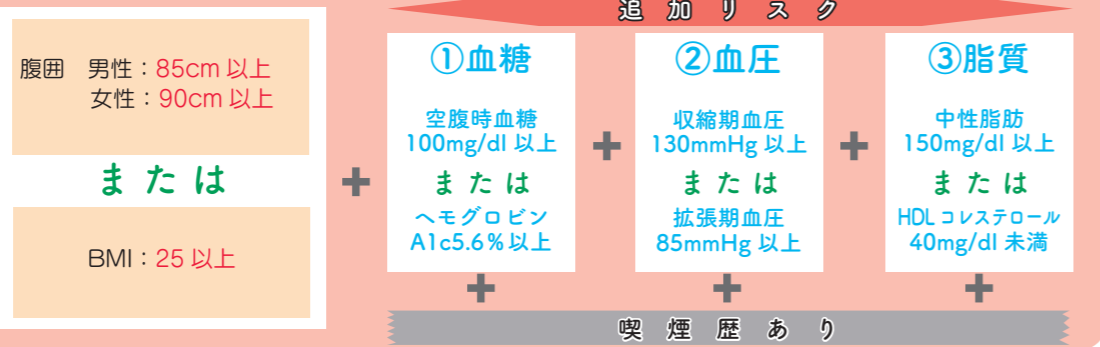 追加リスク
腹囲 男性：85cm 以上
女性：90cm 以上
または
BMI：25 以上
+
①血糖
空腹時血糖
100mg/dl 以上
または
ヘモグロビン
A1c5.6％以上
+
②血圧
収縮期血圧
130mmHg 以上
または
拡張期血圧
85mmHg 以上
+
③脂質
中性脂肪
150mg/dl 以上
または
HDL コレステロール
40mg/dl 未満
+
+
+
喫煙歴あり